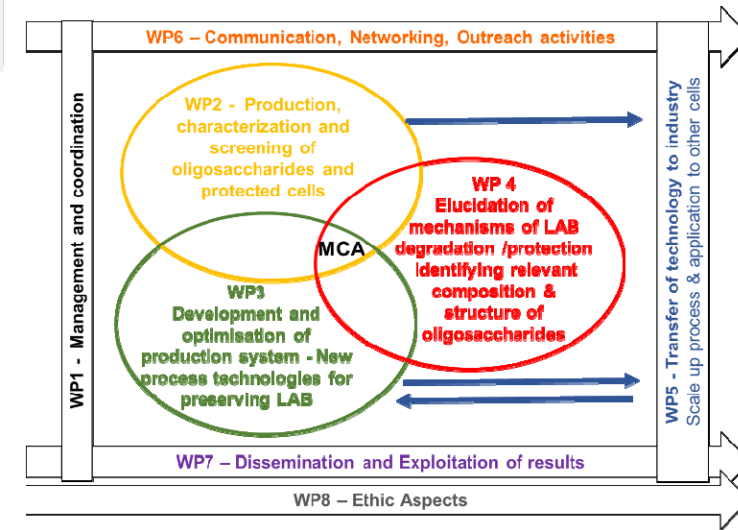 WP6 – Communication, Networking, Outreach activities
WP1 - Management and coordination
WP2 - Production,
characterization and
screening of
oligosaccharides and
protected cells
WP 4
Elucidation of
mechanisms of LAB
degradation /protection
Identifying relevant
composition &
structure of
oligosaccharides
MCA
WP3
Development and
optimisation of
production system - New
process technologies for
preserving LAB
WP5 - Transfer of technology to industry
Scale up process & application to other cells
WP7 – Dissemination and Exploitation of results
WP8 – Ethic Aspects